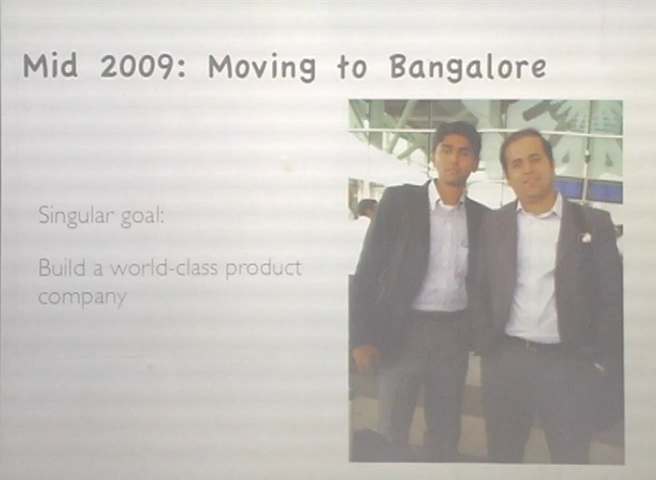 Mid 2009: Moving to Bangalore
Singular goal:
Build a world-class product
company